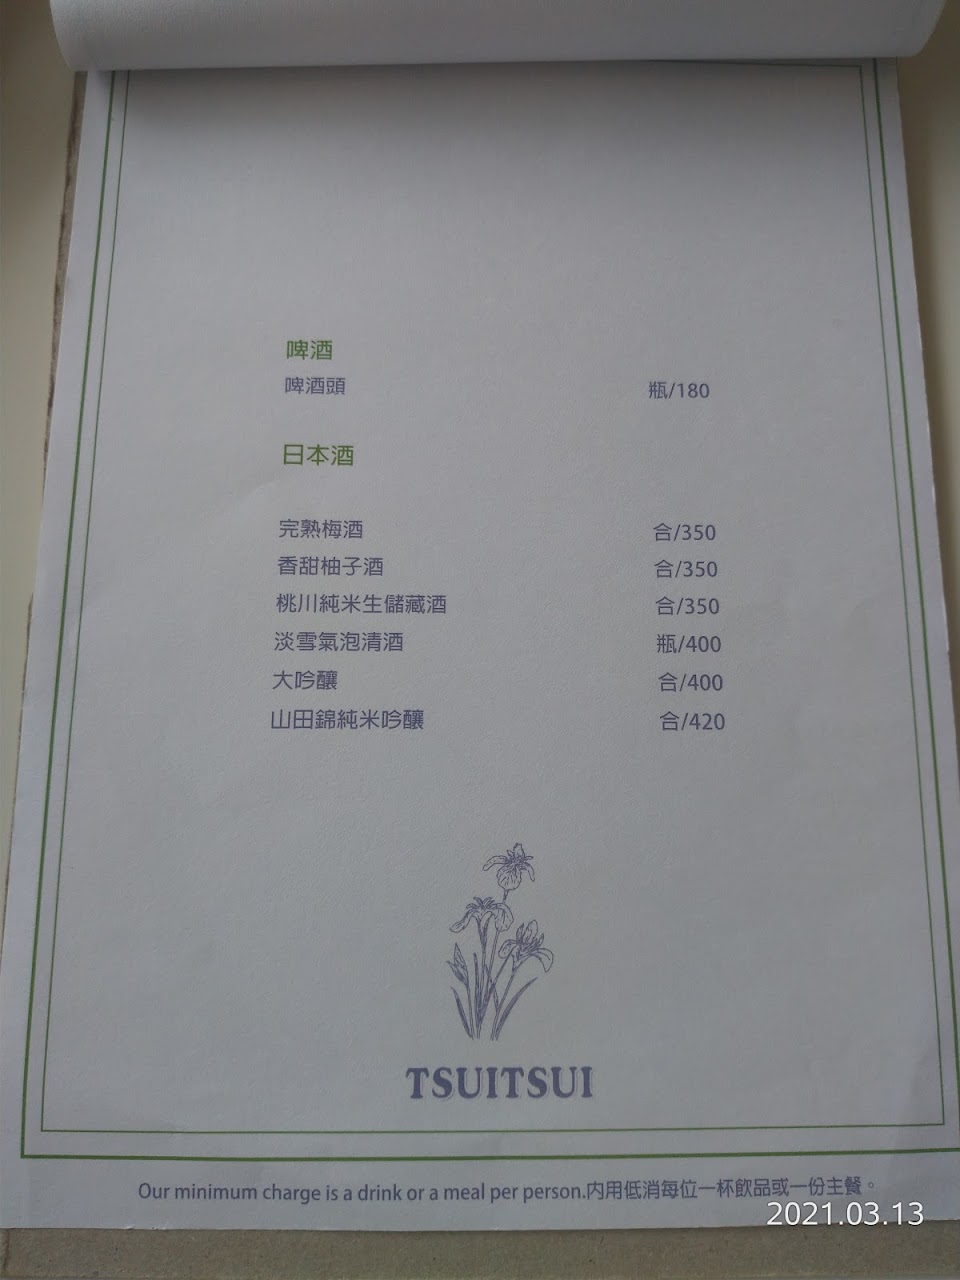 啤酒
啤酒頭 瓶/180
日本酒
完熟梅酒 合/350
香甜柚子酒 合/350
桃川純米生儲藏酒 合/350
淡雪氣泡清酒 瓶/400
大吟釀 合/400
山田錦純米吟釀 合/420
TSUITSUI
Our minimum charge is a drink or a meal per person.內用低消每位一杯飲品或一份主餐。
2021.03.13